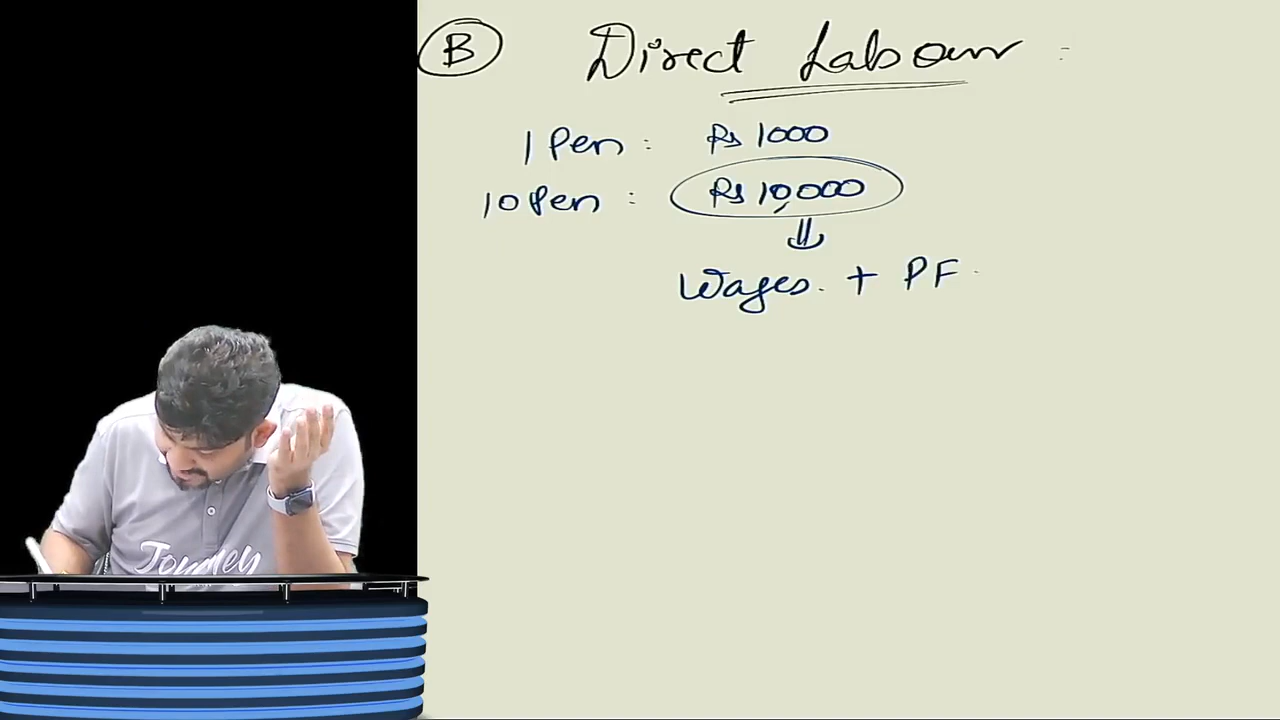 B Direct Labour :
1 Pen : Rs 1000
10 Pen : Rs 10,000
⇓
Wages. + PF
Journey